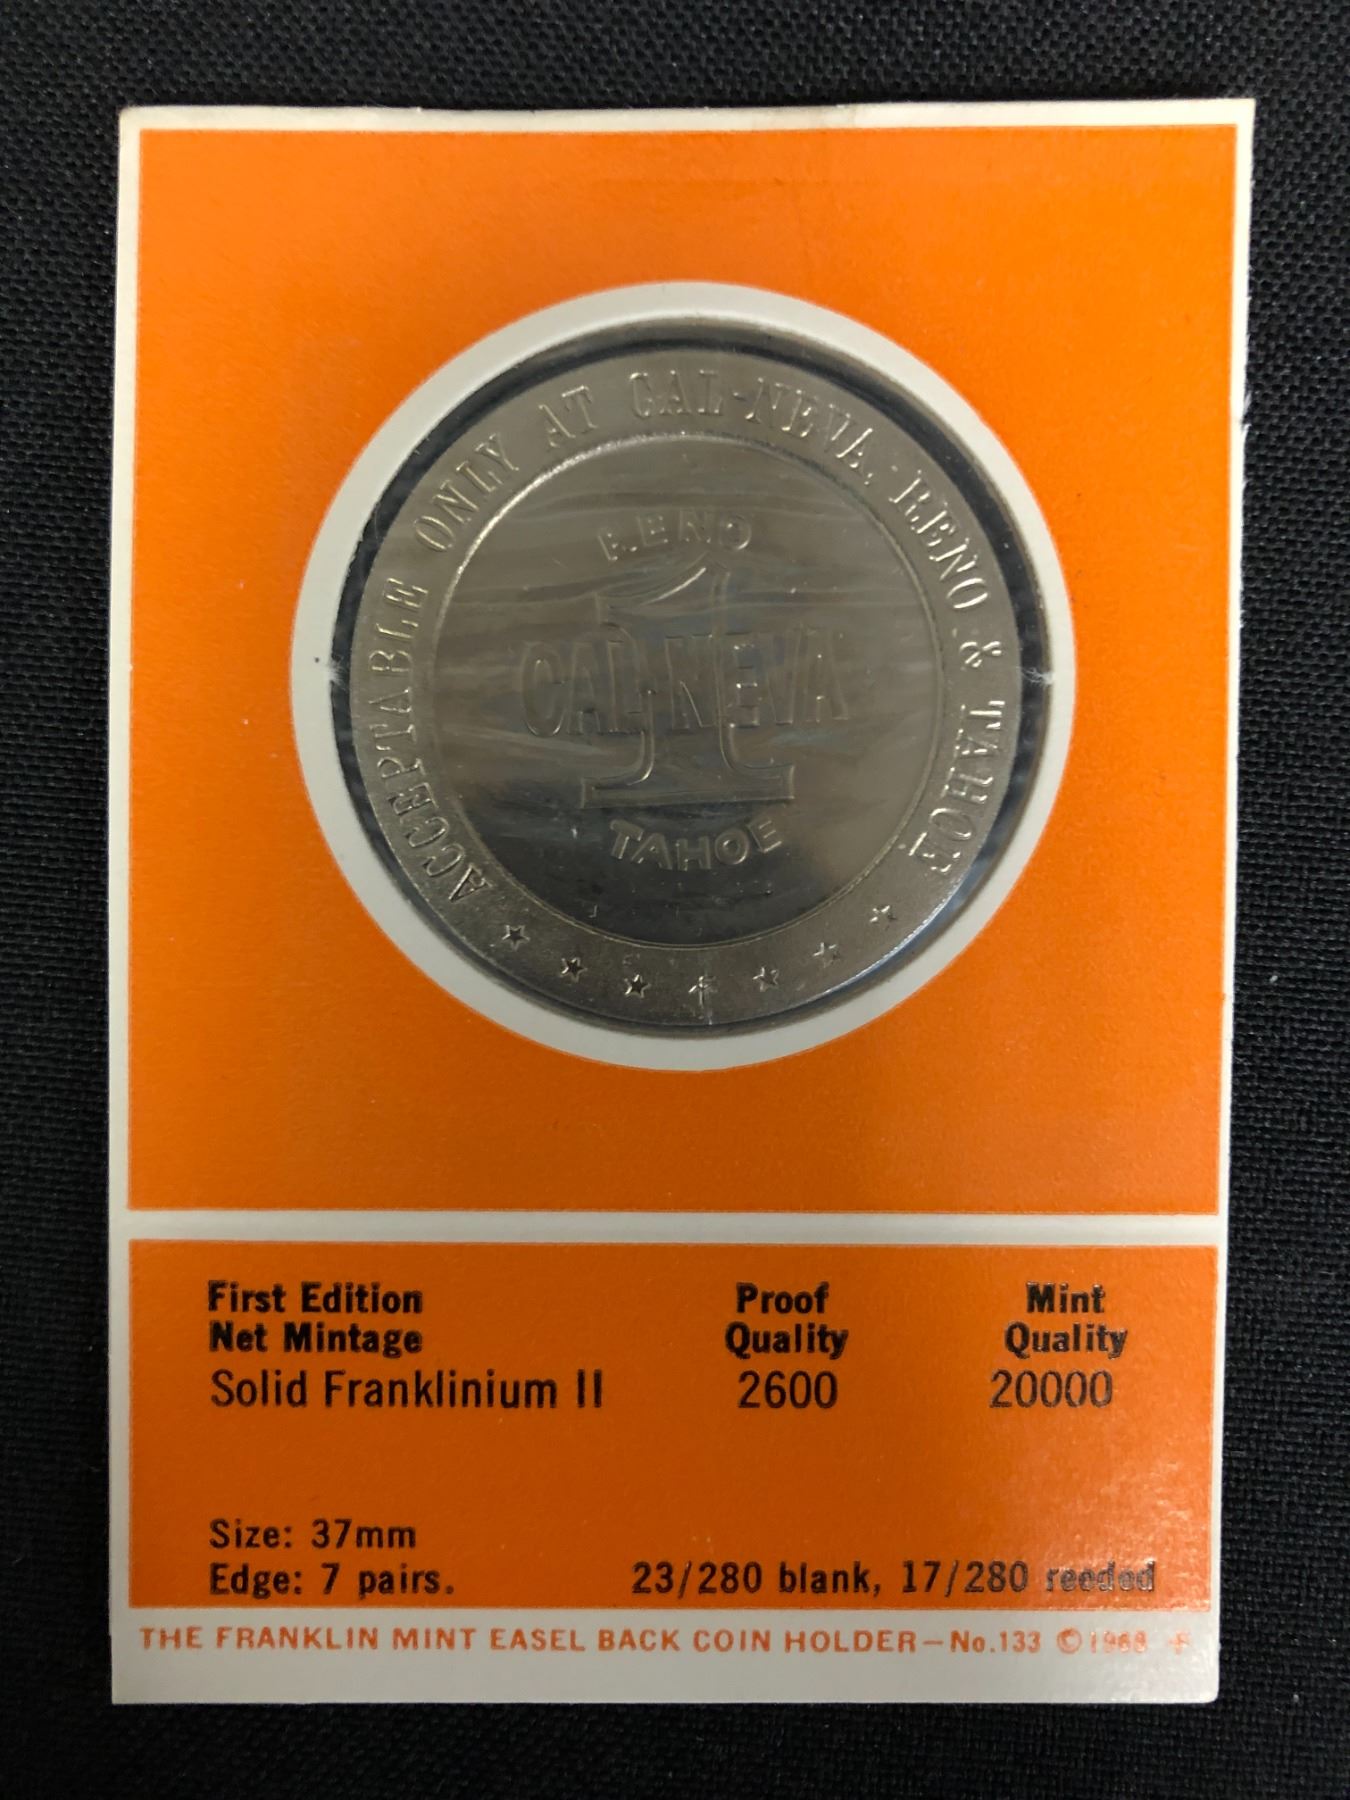 ACCEPTABLE ONLY AT CAL-NEVA, RENO & TAHOE
RENO
1
CAL-NEVA
TAHOE
First Edition
Net Mintage
Proof
Quality
Mint
Quality
Solid Franklinium II 2600 20000
Size: 37mm
Edge: 7 pairs. 23/280 blank, 17/280 reeded
THE FRANKLIN MINT EASEL BACK COIN HOLDER—No.133 © 1968